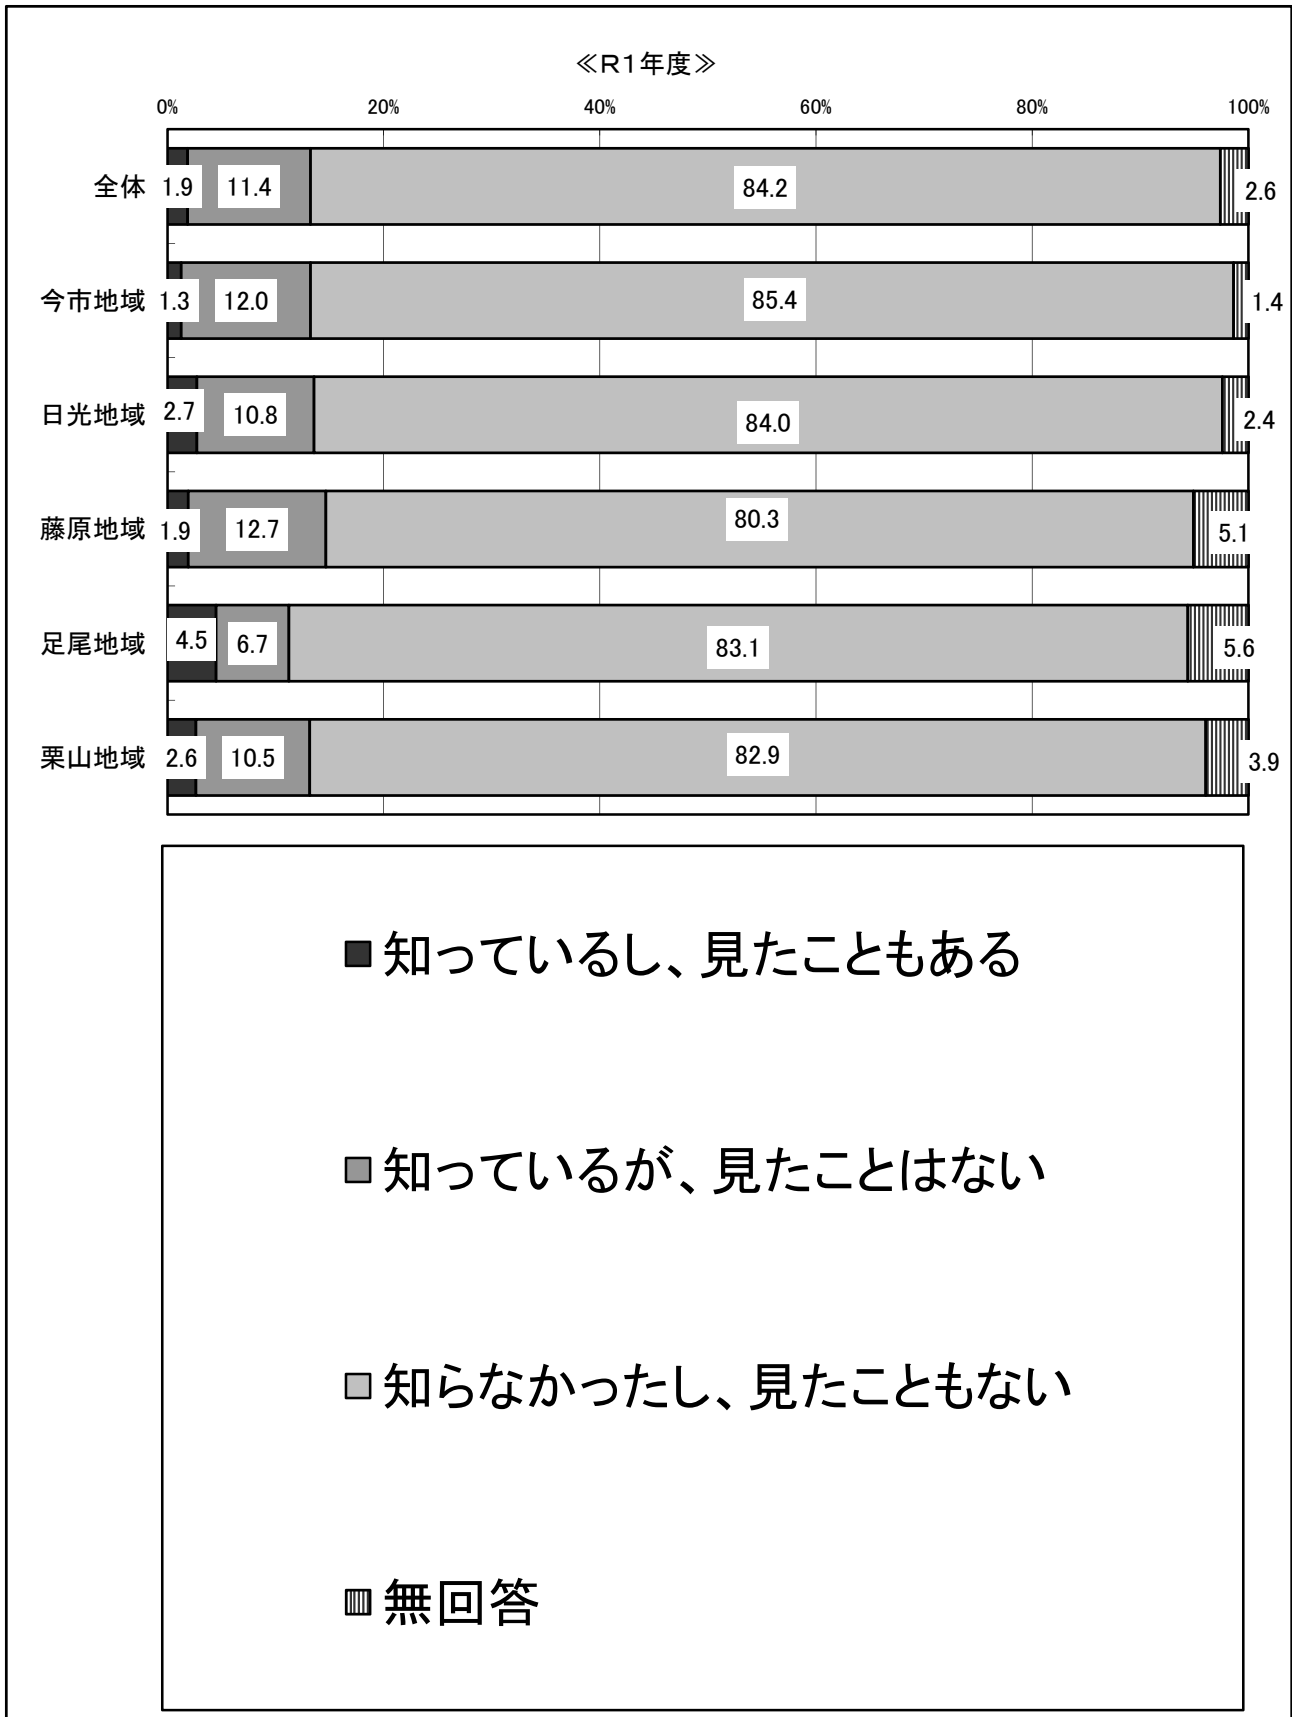 ≪R1年度≫
0% 20% 40% 60% 80% 100%
全体 1.9 11.4 84.2 2.6
今市地域 1.3 12.0 85.4 1.4
日光地域 2.7 10.8 84.0 2.4
藤原地域 1.9 12.7 80.3 5.1
足尾地域 4.5 6.7 83.1 5.6
栗山地域 2.6 10.5 82.9 3.9
知っているし、見たこともある
知っているが、見たことはない
知らなかったし、見たこともない
無回答